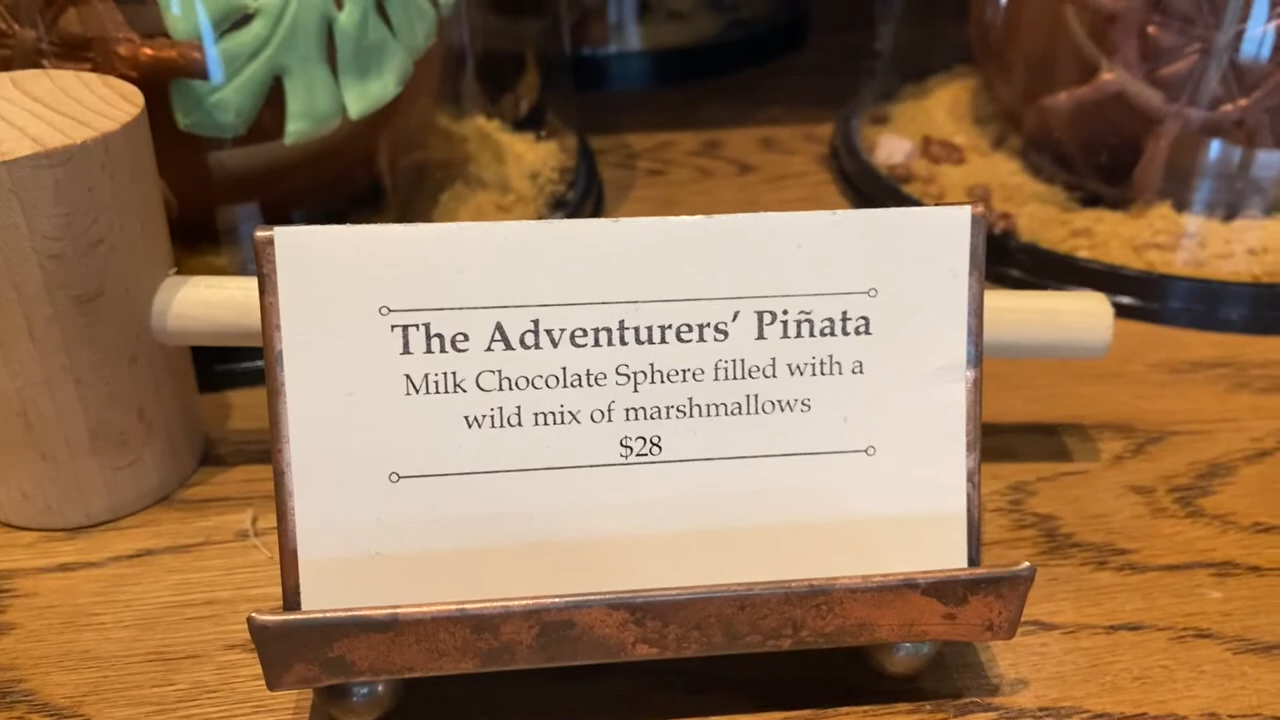 The Adventurers’ Piñata
Milk Chocolate Sphere filled with a
wild mix of marshmallows
$28